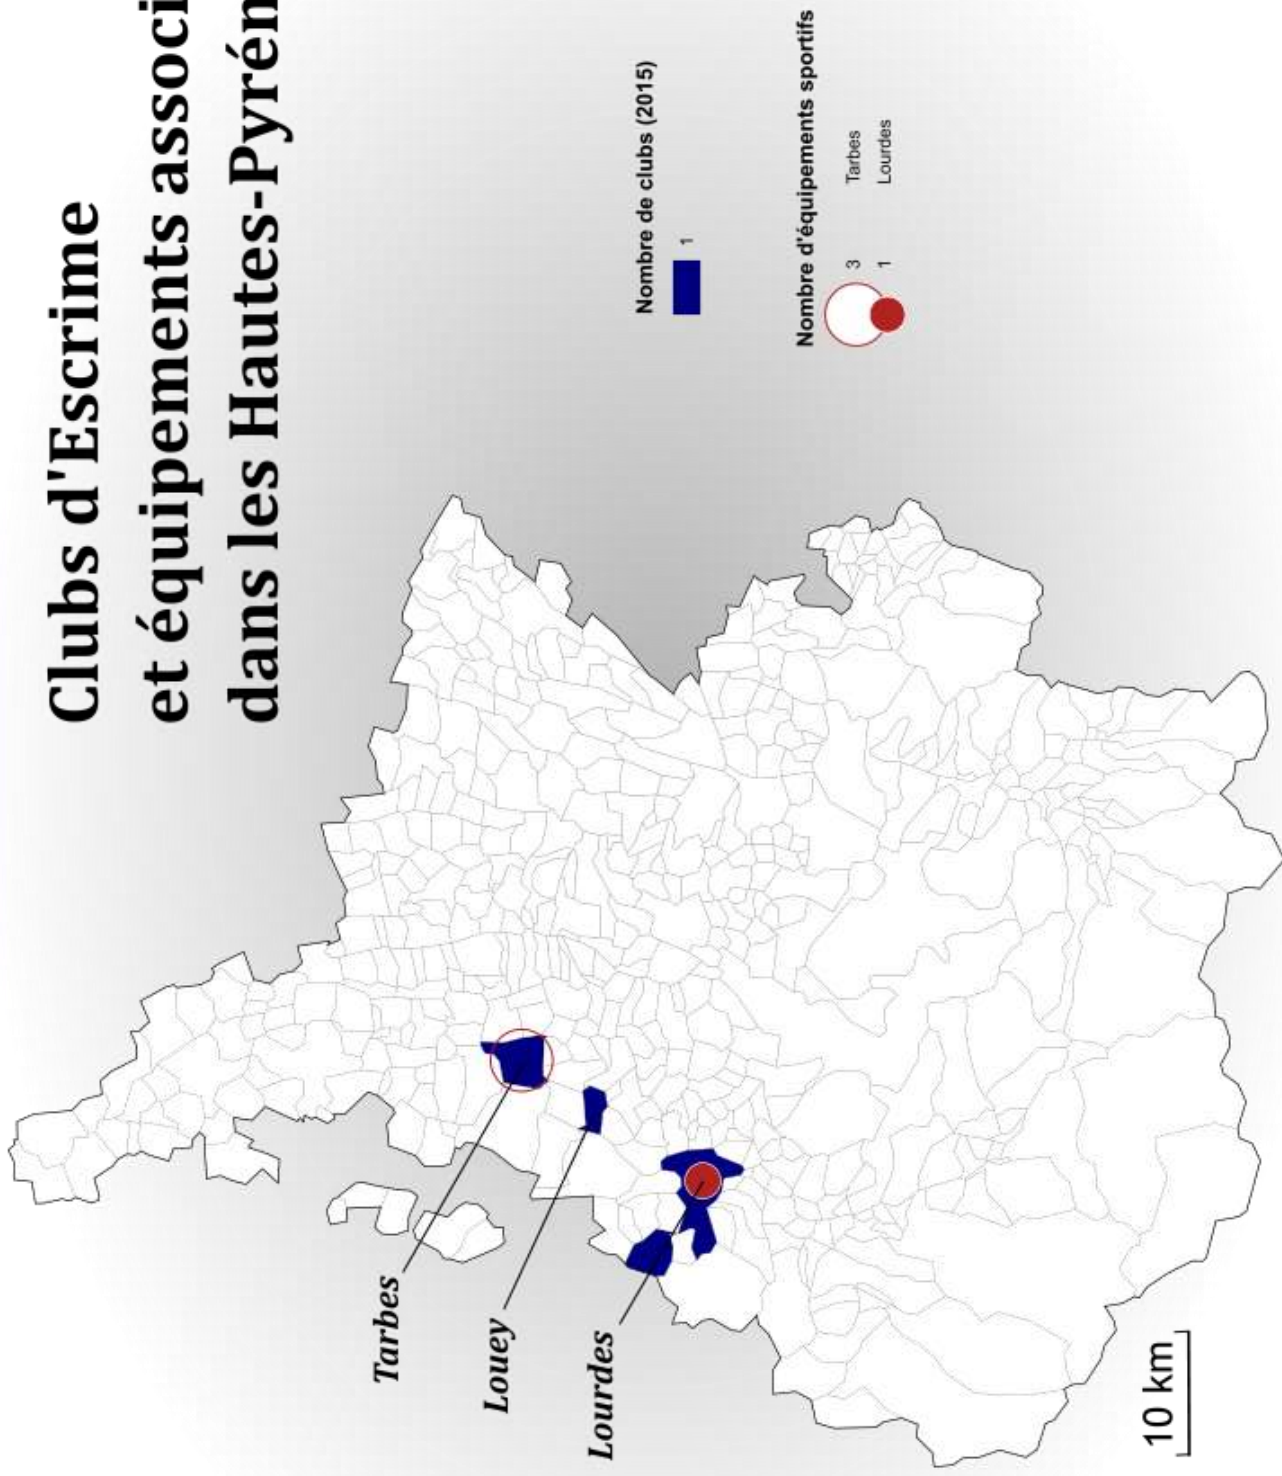 Clubs d'Escrime
et équipements associ
dans les Hautes-Pyrén
Nombre de clubs (2015)
1
Nombre d'équipements sportifs
3 Tarbes
1 Lourdes
Tarbes
Louey
Lourdes
10 km